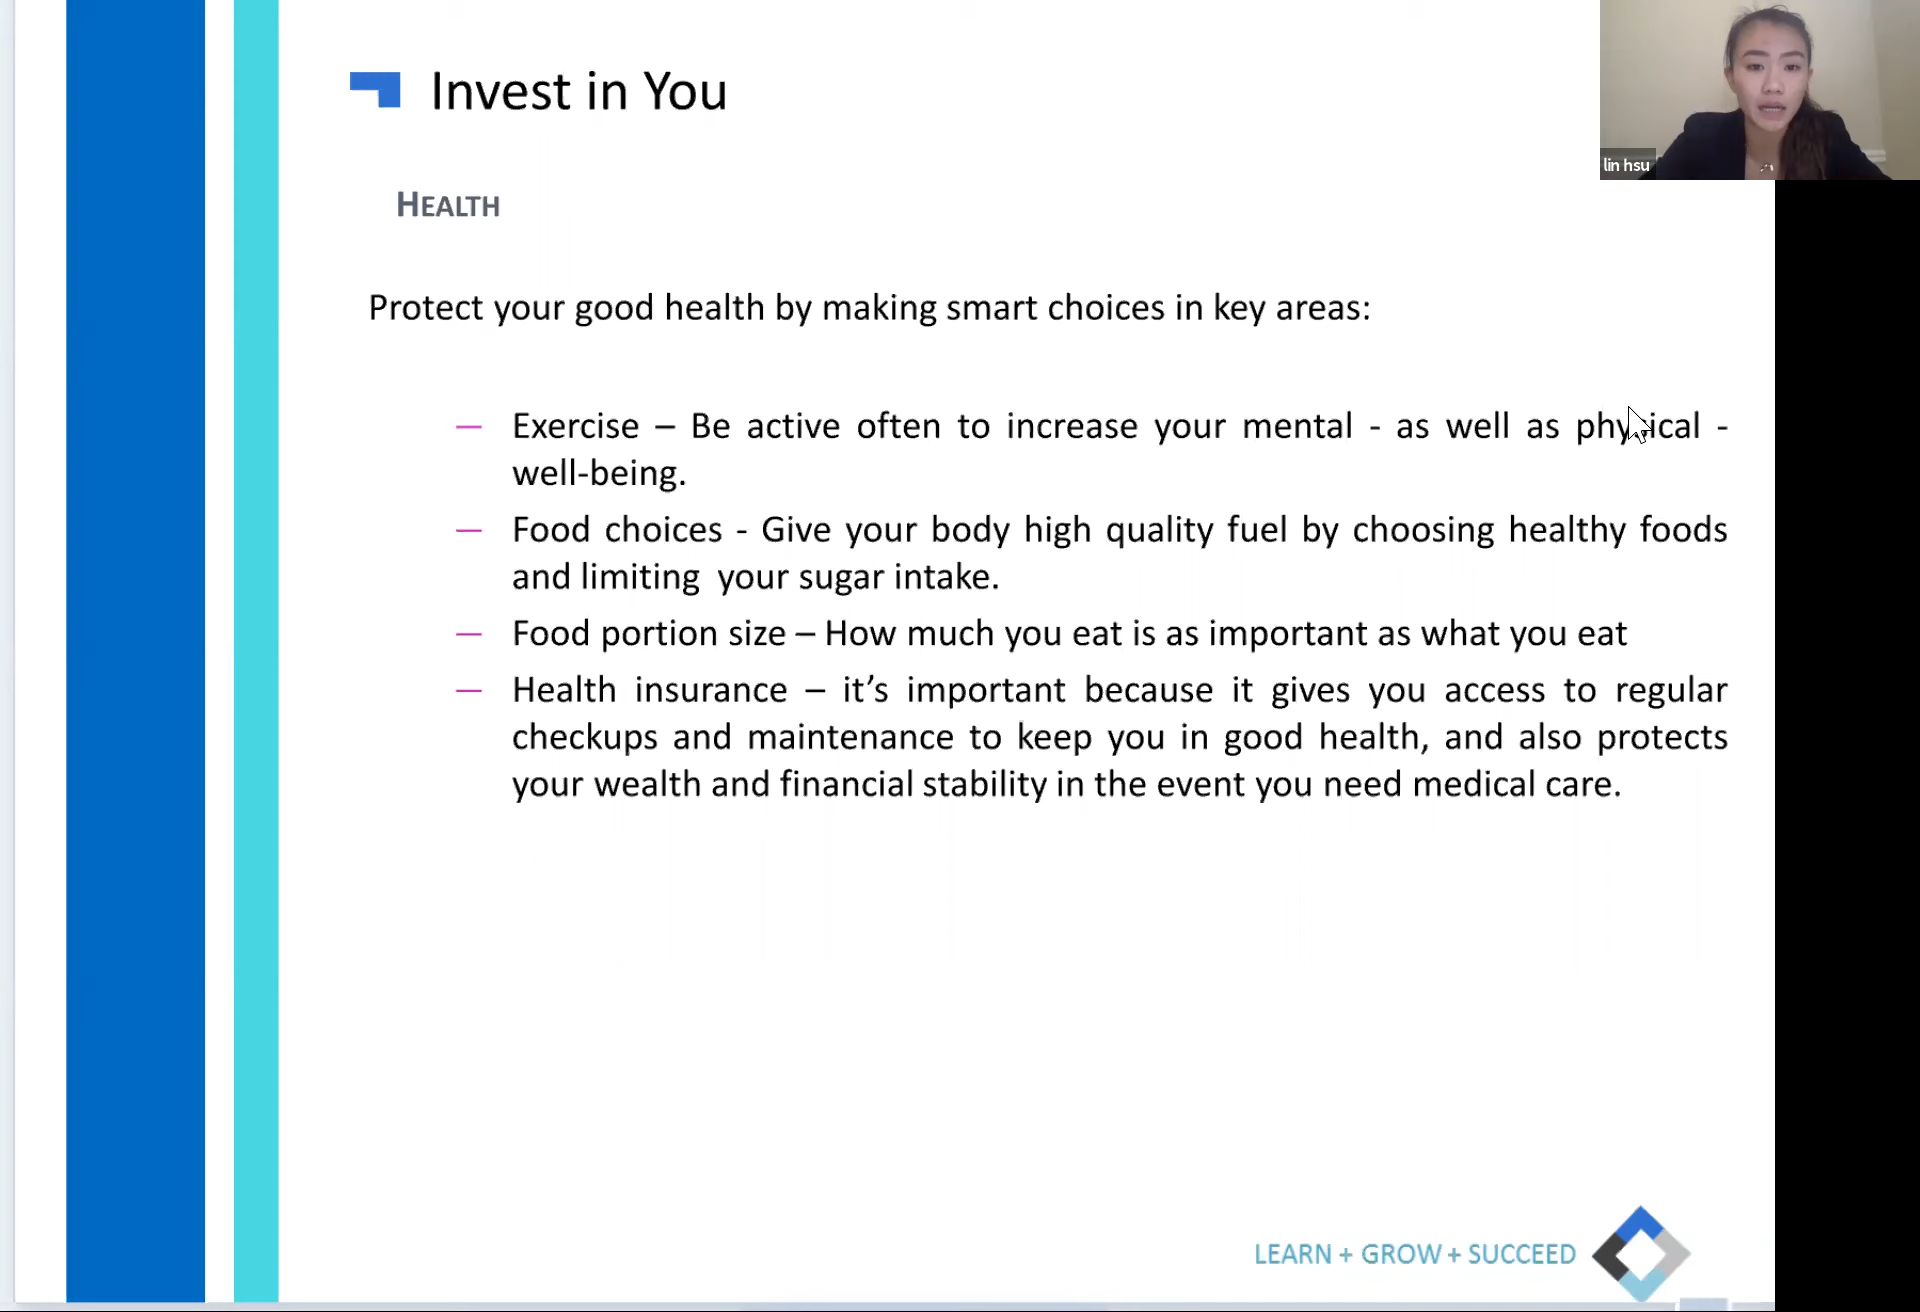 Invest in You
lin hsu
HEALTH
Protect your good health by making smart choices in key areas:
— Exercise – Be active often to increase your mental - as well as physical -
well-being.
— Food choices - Give your body high quality fuel by choosing healthy foods
and limiting  your sugar intake.
— Food portion size – How much you eat is as important as what you eat
— Health insurance – it’s important because it gives you access to regular
checkups and maintenance to keep you in good health, and also protects
your wealth and financial stability in the event you need medical care.
LEARN + GROW + SUCCEED